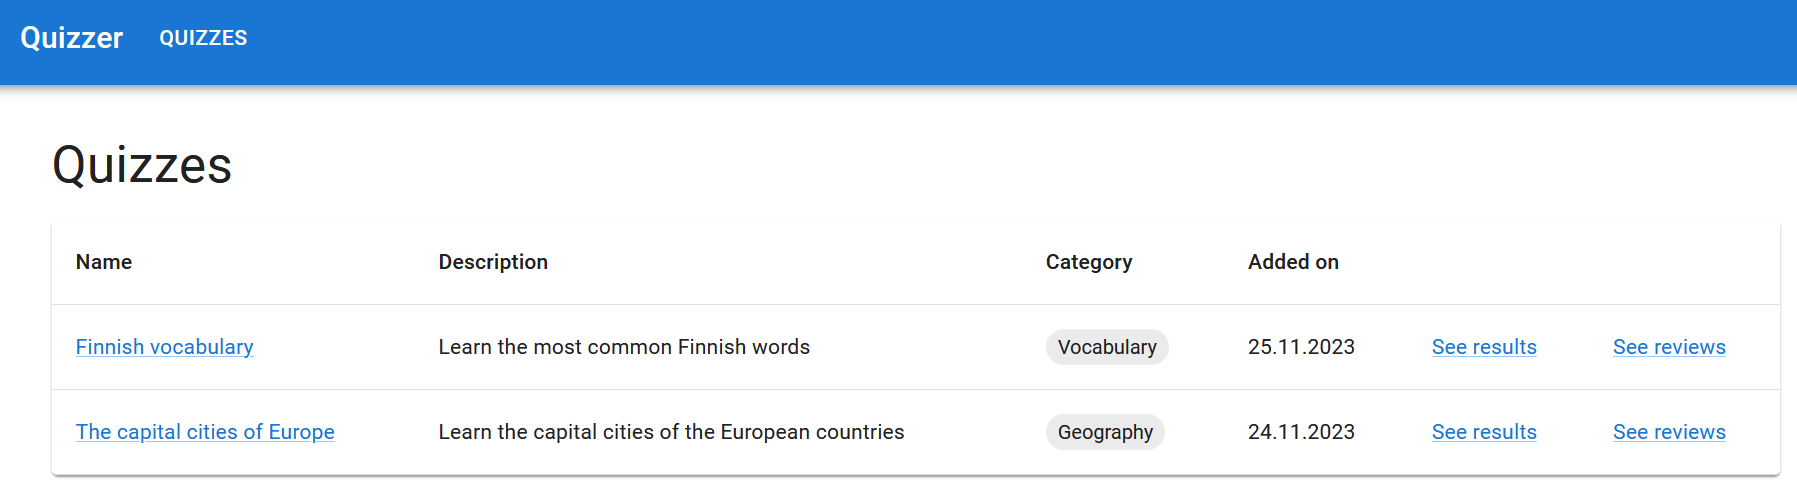 Quizzer QUIZZES
Quizzes
Name Description Category Added on
Finnish vocabulary Learn the most common Finnish words Vocabulary 25.11.2023 See results See reviews
The capital cities of Europe Learn the capital cities of the European countries Geography 24.11.2023 See results See reviews